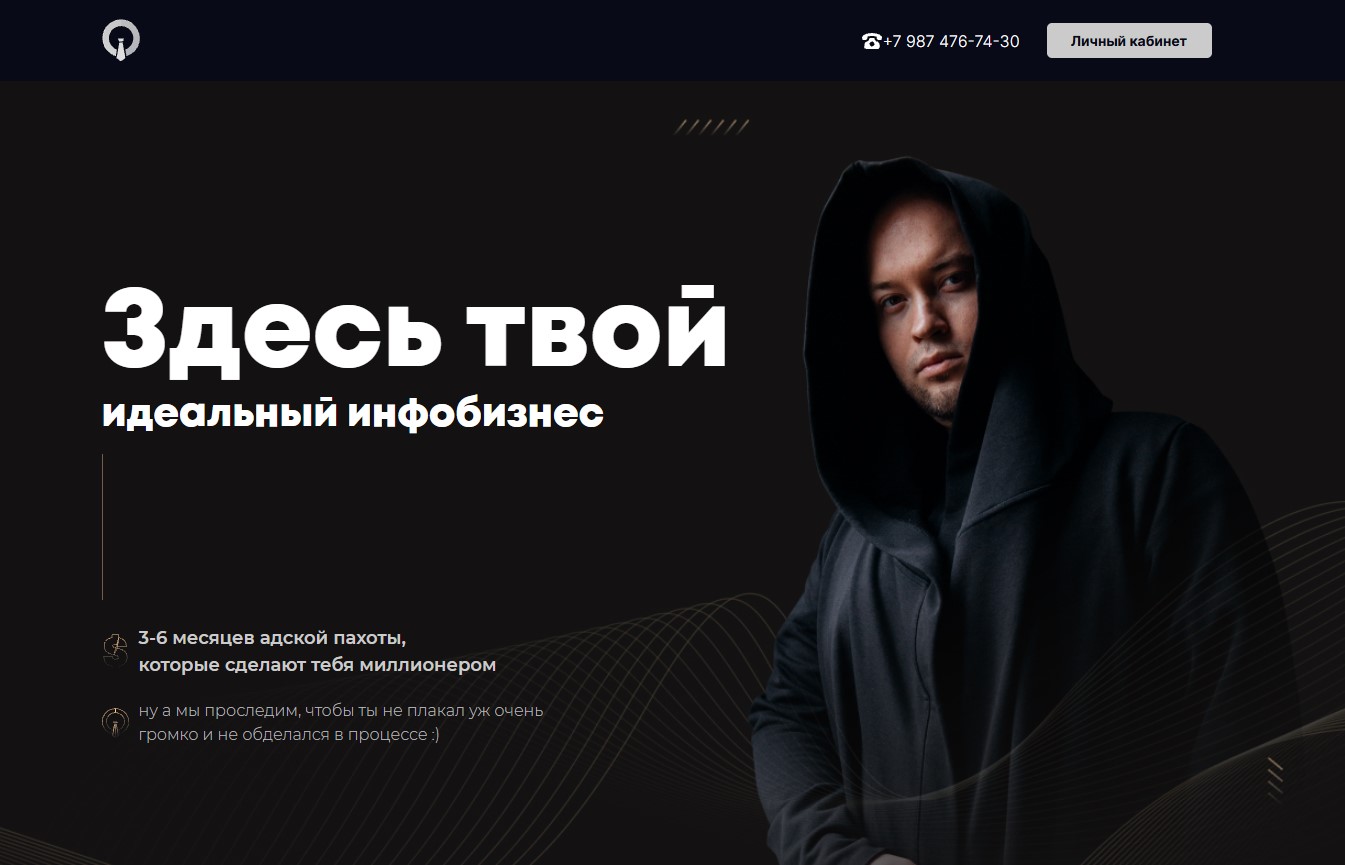 ☎+7 987 476-74-30
Личный кабинет
Здесь твой
идеальный инфобизнес
3-6 месяцев адской пахоты,
которые сделают тебя миллионером
ну а мы проследим, чтобы ты не плакал уж очень
громко и не обделался в процессе :)